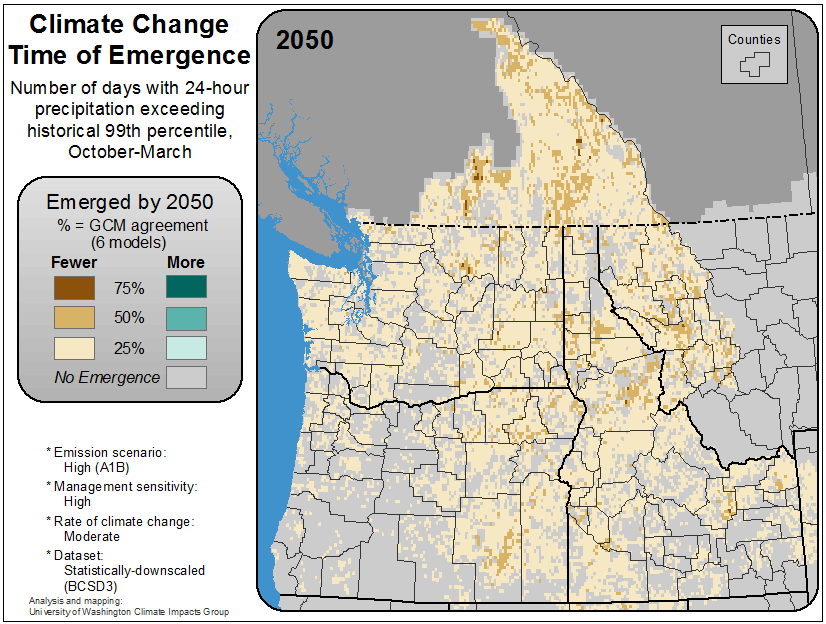 Climate Change
Time of Emergence
Number of days with 24-hour
precipitation exceeding
historical 99th percentile,
October-March
Emerged by 2050
% = GCM agreement
(6 models)
Fewer More
75%
50%
25%
No Emergence
* Emission scenario:
High (A1B)
* Management sensitivity:
High
* Rate of climate change:
Moderate
* Dataset:
Statistically-downscaled
(BCSD3)
Analysis and mapping:
University of Washington Climate Impacts Group
2050
Counties